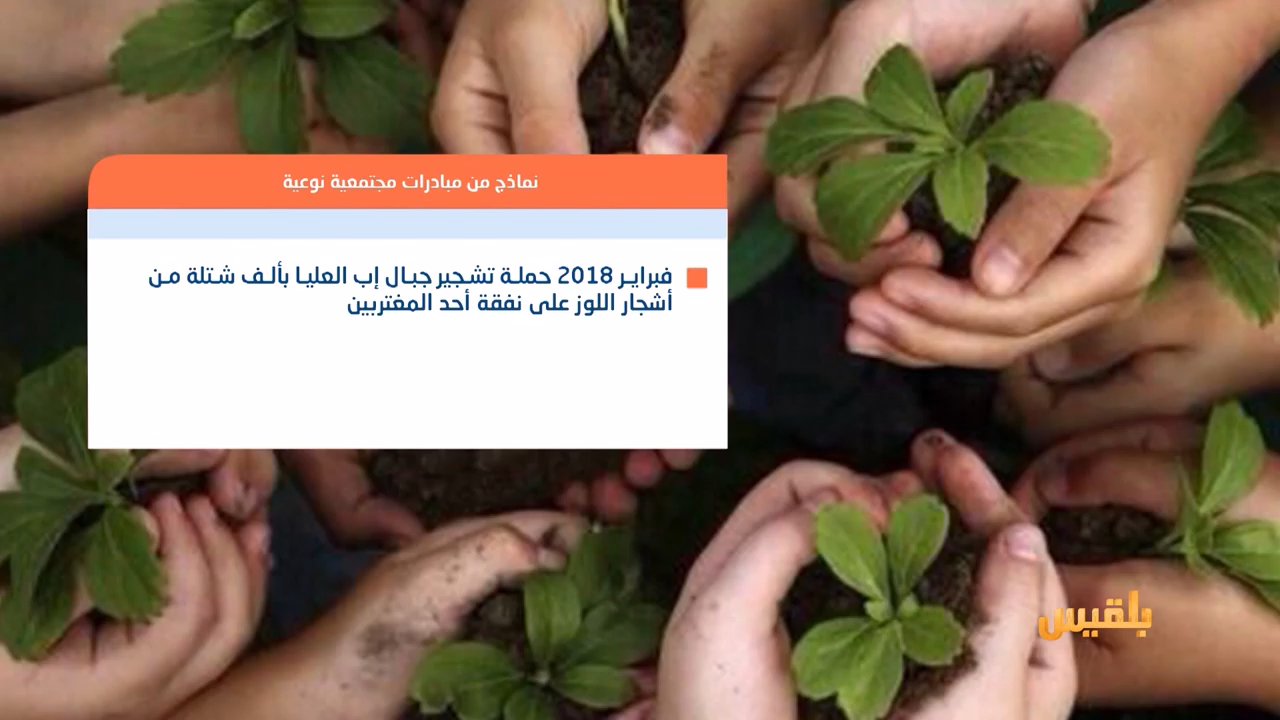 نماذج من مبادرات مجتمعية نوعية
فبراير 2018 حملة تشجير جبال إب العليا بألف شتلة من
أشجار اللوز على نفقة أحد المغتربين
بلقيس